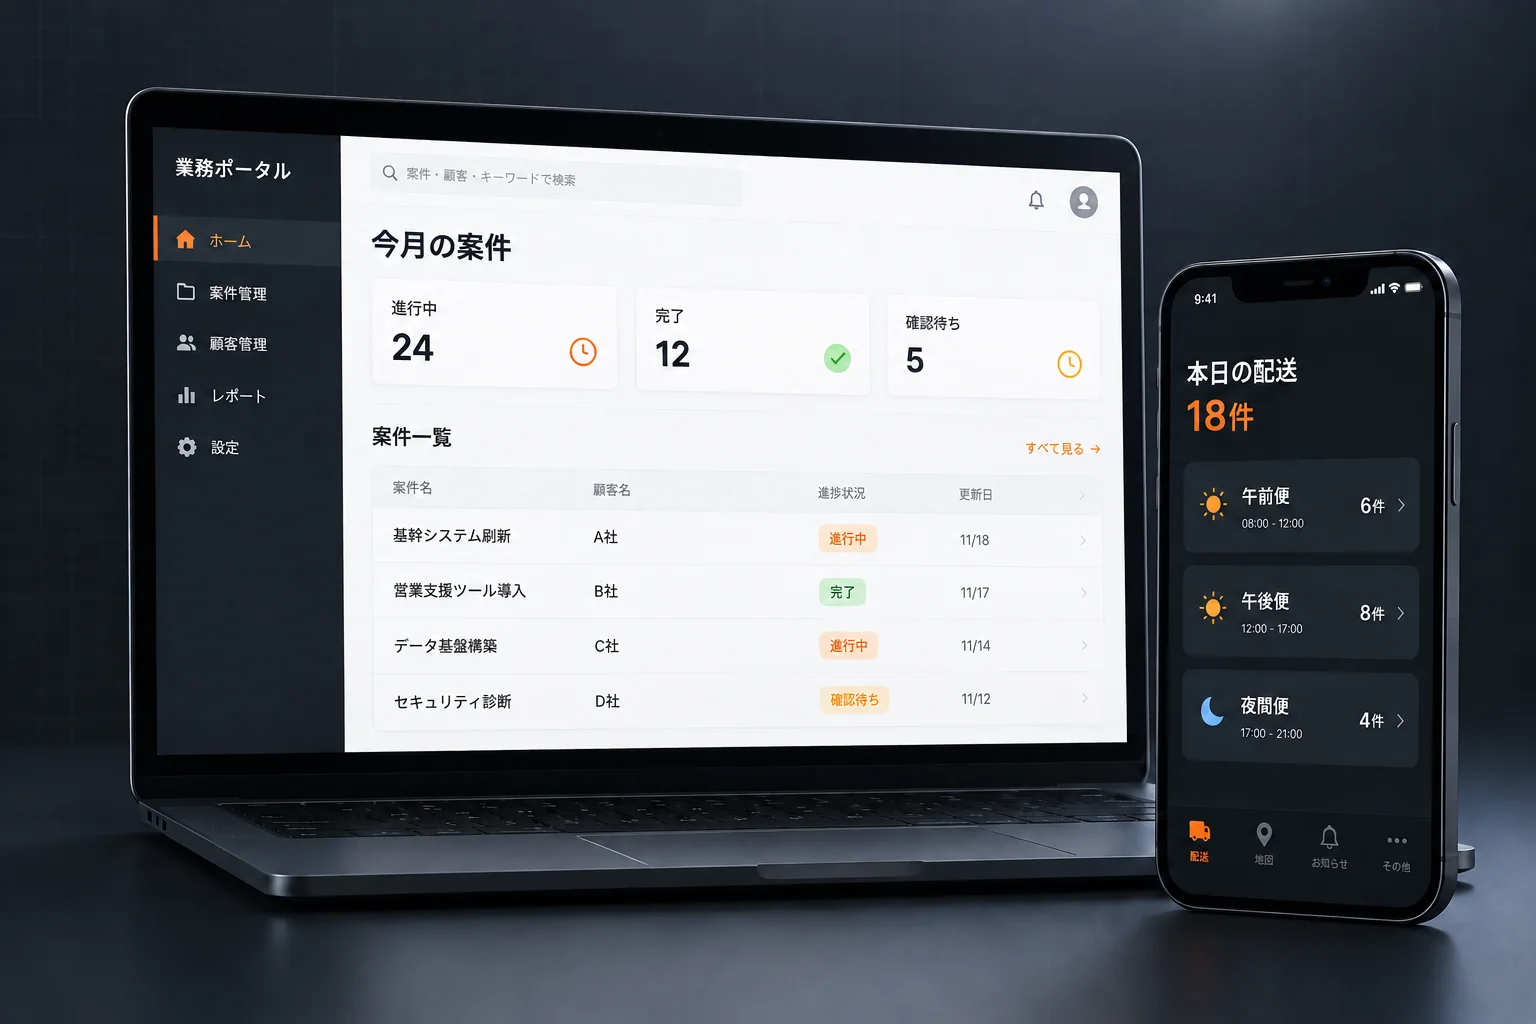 業務ポータル
ホーム
案件管理
顧客管理
レポート
設定
案件・顧客・キーワードで検索
今月の案件
進行中
24
完了
12
確認待ち
5
案件一覧
すべて見る →
案件名 顧客名 進捗状況 更新日
基幹システム刷新 A社 進行中 11/18
営業支援ツール導入 B社 完了 11/17
データ基盤構築 C社 進行中 11/14
セキュリティ診断 D社 確認待ち 11/12
9:41
本日の配送
18件
午前便 6件
08:00 - 12:00
午後便 8件
12:00 - 17:00
夜間便 4件
17:00 - 21:00
配送 地図 お知らせ その他